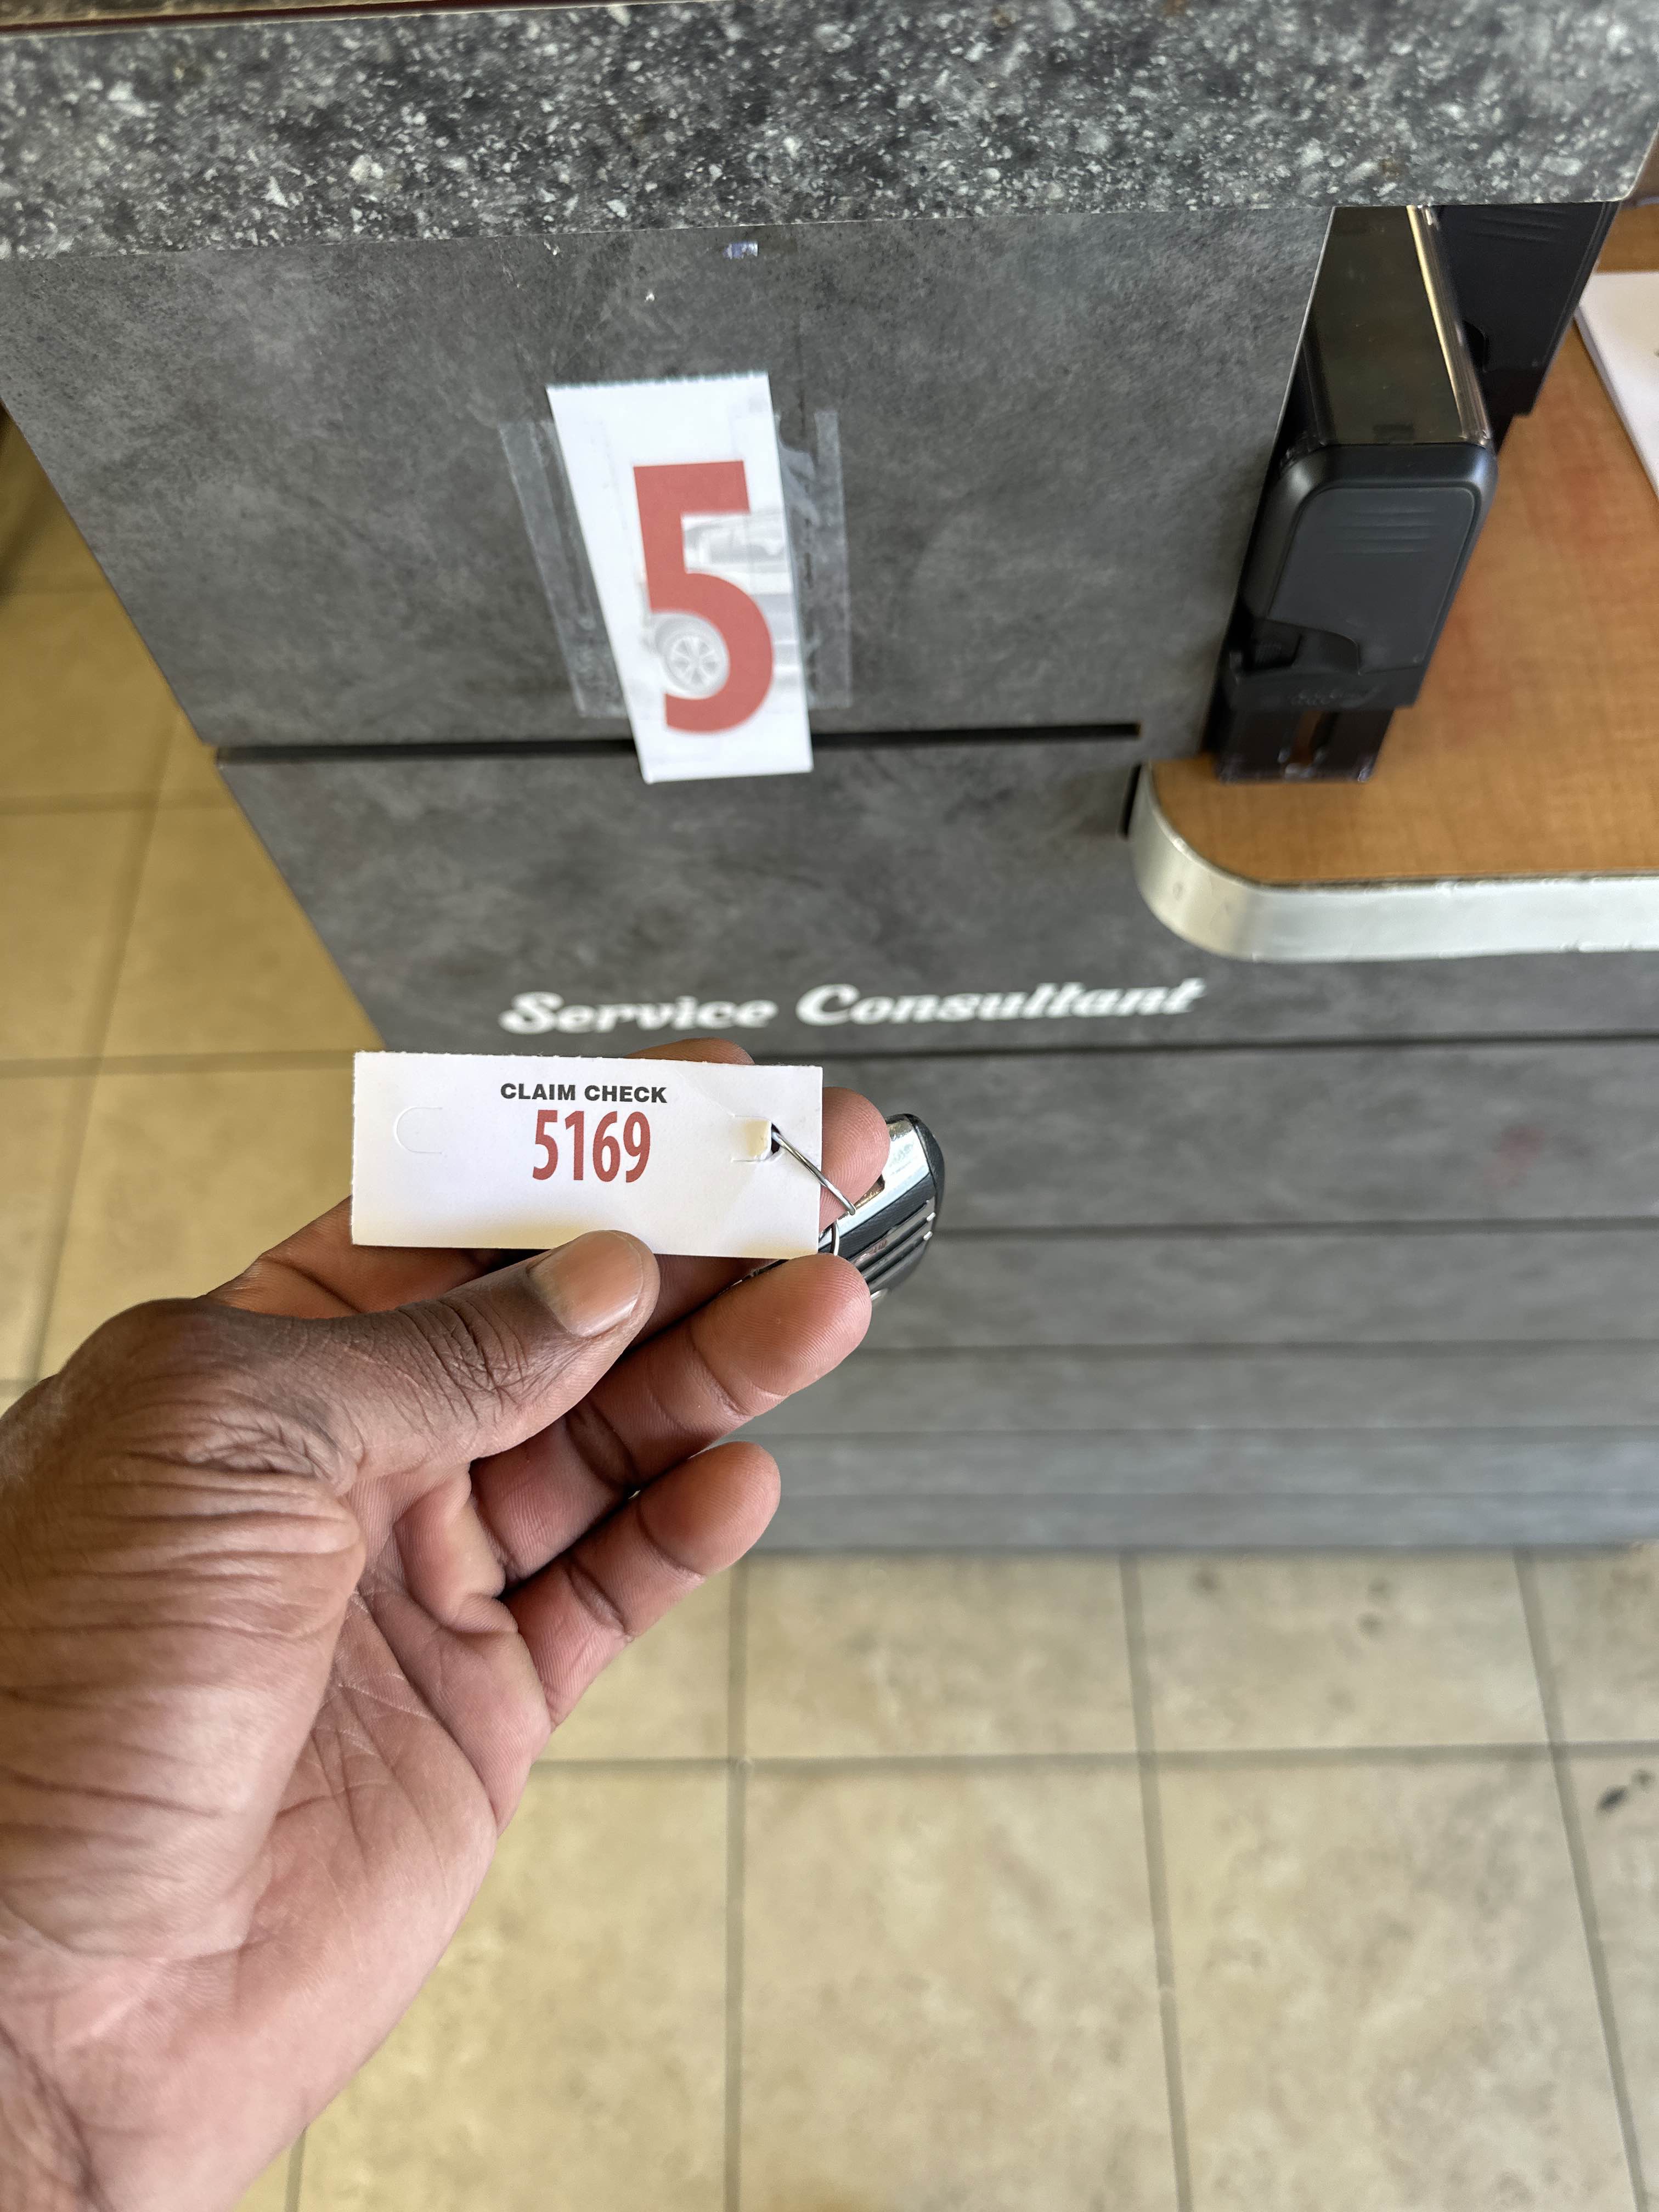 5
Service Consultant
CLAIM CHECK
5169